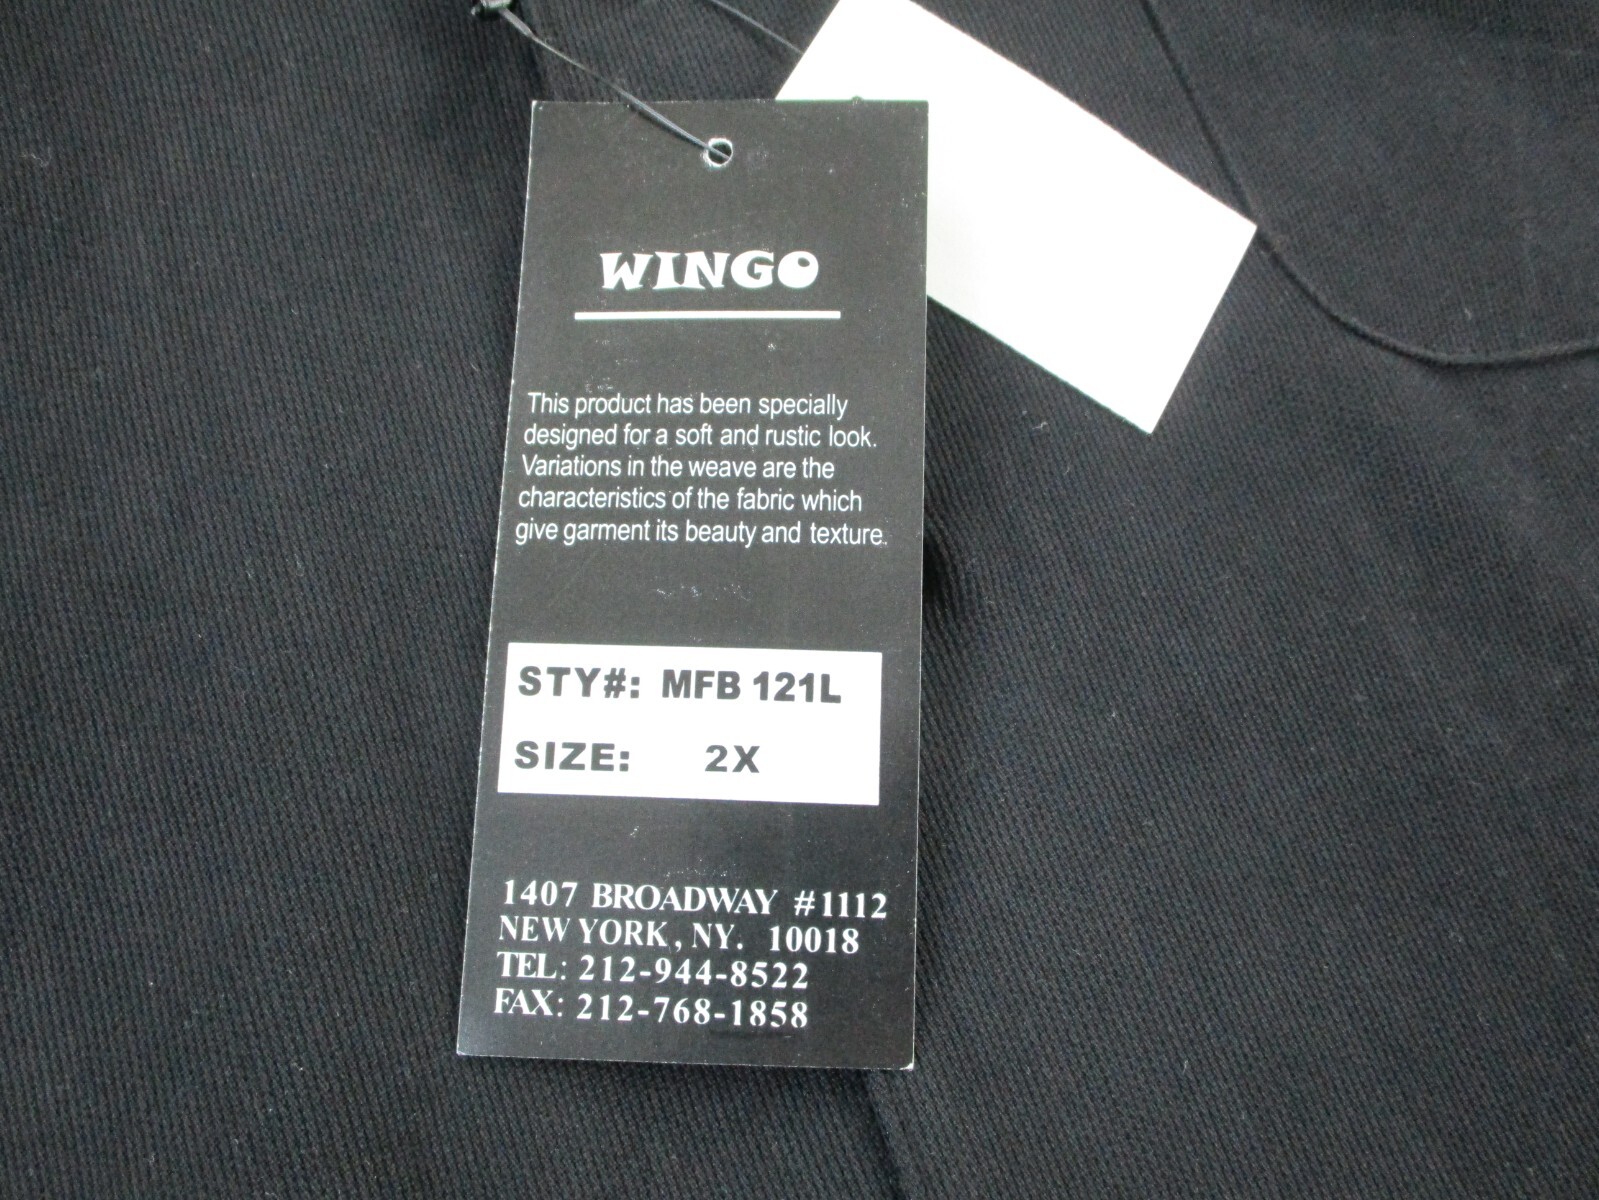 WINGO
This product has been specially
designed for a soft and rustic look.
Variations in the weave are the
characteristics of the fabric which
give garment its beauty and texture.
STY#: MFB 121L
SIZE: 2X
1407 BROADWAY #1112
NEW YORK, NY. 10018
TEL: 212-944-8522
FAX: 212-768-1858